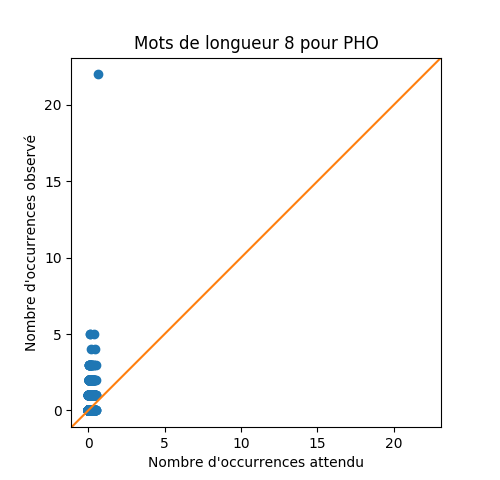 Mots de longueur 8 pour PHO
Nombre d'occurrences observé
20
15
10
5
0
0 5 10 15 20
Nombre d'occurrences attendu